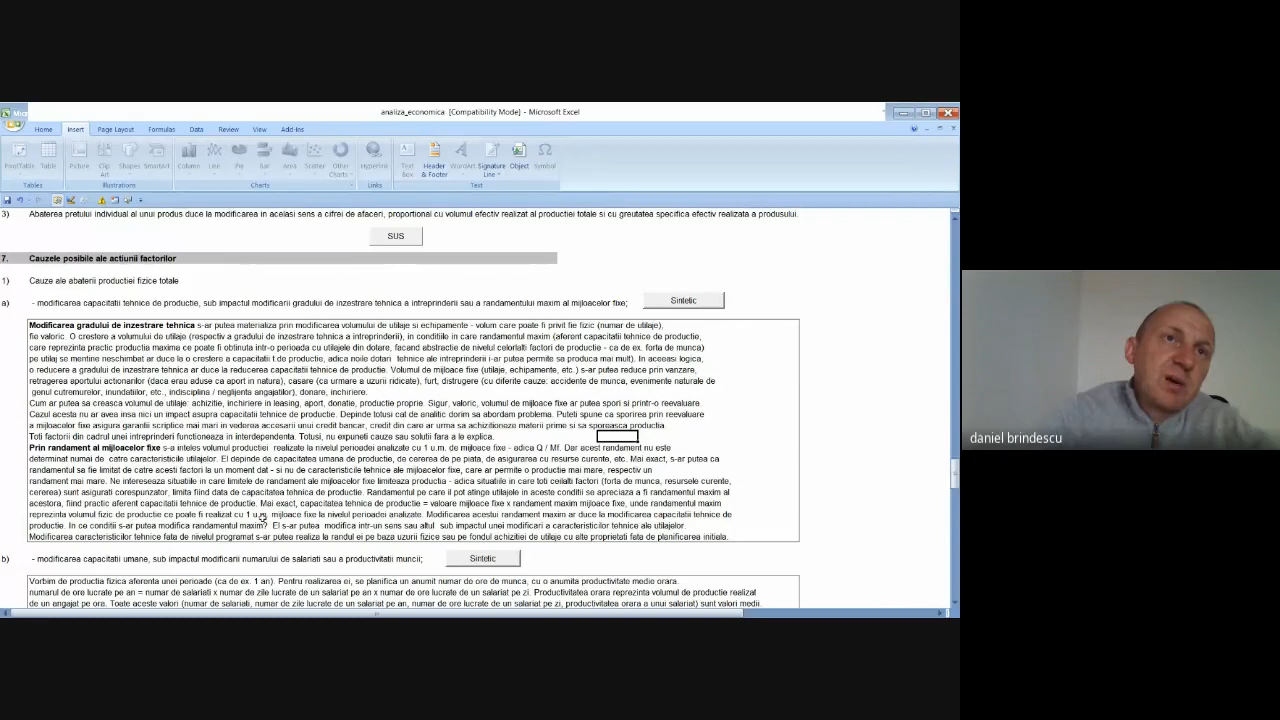 analiza_economica [Compatibility Mode] - Microsoft Excel
Home Insert Page Layout Formulas Data Review View Add-Ins
PivotTable Table Picture Clip Art Shapes SmartArt Column Line Pie Bar Area Scatter Other Charts Hyperlink Text Box Header & Footer WordArt Signature Line Object Symbol
Tables Illustrations Charts Links Text
3) Abaterea pretului individual al unui produs duce la modificarea in acelasi sens a cifrei de afaceri, proportional cu volumul efectiv realizat al productiei totale si cu greutatea specifica efectiv realizata a produsului.
SUS
7. Cauzele posibile ale actiunii factorilor
1) Cauze ale abaterii productiei fizice totale
a) - modificarea capacitatii tehnice de productie, sub impactul modificarii gradului de inzestrare tehnica a intreprinderii sau a randamentului maxim al mijloacelor fixe; Sintetic
Modificarea gradului de inzestrare tehnica s-ar putea materializa prin modificarea volumului de utilaje si echipamente - volum care poate fi privit fie fizic (numar de utilaje),
fie valoric. O crestere a volumului de utilaje (respectiv a gradului de inzestrare tehnica a intreprinderii), in conditiile in care randamentul maxim (aferent capacitatii tehnice de productie,
care reprezinta practic productia maxima ce poate fi obtinuta intr-o perioada cu utilajele din dolare, facand abstractie de nivelul celorlalti factori de productie - ca de ex. forta de munca)
pe utilaj se mentine neschimbat ar duce la o crestere a capacitatii t.de productie, adica noile dotari tehnice ale intreprinderii i-ar putea permite sa produca mai mult). In aceeasi logica,
o reducere a gradului de inzestrare tehnica ar duce la reducerea capacitatii tehnice de productie. Volumul de mijloace fixe (utilaje, echipamente, etc.) s-ar putea reduce prin vanzare,
retragerea aportului actionarilor (daca erau aduse ca aport in natura), casare (ca urmare a uzurii ridicate), furt, distrugere (cu diferite cauze: accidente de munca, evenimente naturale de
genul cutremurelor, inundatiilor, etc., indisciplina / neglijenta angajatilor), donare, inchiriere.
Cum ar putea sa creasca volumul de utilaje: achizitie, inchiriere in leasing, aport, donatie, productie proprie. Sigur, valoric, volumul de mijloace fixe ar putea spori si printr-o reevaluare.
Cazul acesta nu ar avea insa nici un impact asupra capacitatii tehnice de productie. Depinde totusi cat de analitic dorim sa abordam problema. Puteti spune ca sporirea prin reevaluare
a mijloacelor fixe asigura garantii scriptice mai mari in vederea accesarii unui credit bancar, credit din care ar urma sa achizitioneze materii prime si sa sporeasca productia.
Toti factorii din cadrul unei intreprinderi functioneaza in interdependenta. Totusi, nu expuneti cauze sau solutii fara a le explica.
Prin randament al mijloacelor fixe s-a inteles volumul productiei realizate la nivelul perioadei analizate cu 1 u.m. de mijloace fixe - adica Q / Mf. Dar acest randament nu este
determinat numai de catre caracteristicile utilajelor. El depinde de capacitatea umana de productie, de cererea de pe piata, de asigurarea cu resurse curente, etc. Mai exact, s-ar putea ca
randamentul sa fie limitat de catre acesti factori la un moment dat - si nu de caracteristicile tehnice ale mijloacelor fixe, care ar permite o productie mai mare, respectiv un
randament mai mare. Ne intereseaza situatiile in care limitele de randament ale mijloacelor fixe limiteaza productia - adica situatiile in care toti ceilalti factori (forta de munca, resursele curente,
cererea) sunt asigurati corespunzator, limita fiind data de capacitatea tehnica de productie. Randamentul pe care il pot atinge utilajele in aceste conditii se apreciaza a fi randamentul maxim al
acestora, fiind practic aferent capacitatii tehnice de productie. Mai exact, capacitatea tehnica de productie = valoare mijloace fixe x randament maxim mijloace fixe, unde randamentul maxim
reprezinta volumul fizic de productie ce poate fi realizat cu 1 u.m. mijloace fixe la nivelul perioadei analizate. Modificarea acestui randament maxim ar duce la modificarea capacitatii tehnice de
productie. In ce conditii s-ar putea modifica randamentul maxim? El s-ar putea modifica intr-un sens sau altul sub impactul unei modificari a caracteristicilor tehnice ale utilajelor.
Modificarea caracteristicilor tehnice fata de nivelul programat s-ar putea realiza la randul ei pe baza uzurii fizice sau pe fondul achizitiei de utilaje cu alte proprietati fata de planificarea initiala.
b) - modificarea capacitatii umane, sub impactul modificarii numarului de salariati sau a productivitatii muncii; Sintetic
Vorbim de productia fizica aferenta unei perioade (ca de ex. 1 an). Pentru realizarea ei, se planifica un anumit numar de ore de munca, cu o anumita productivitate medie orara.
numarul de ore lucrate pe an = numar de salariati x numar de zile lucrate de un salariat pe an x numar de ore lucrate de un salariat pe zi. Productivitatea orara reprezinta volumul de productie realizat
de un angajat pe ora. Toate aceste valori (numar de salariati, numar de zile lucrate de un salariat pe an, numar de ore lucrate de un salariat pe zi, productivitatea orara a unui salariat) sunt valori medii.
daniel brindescu